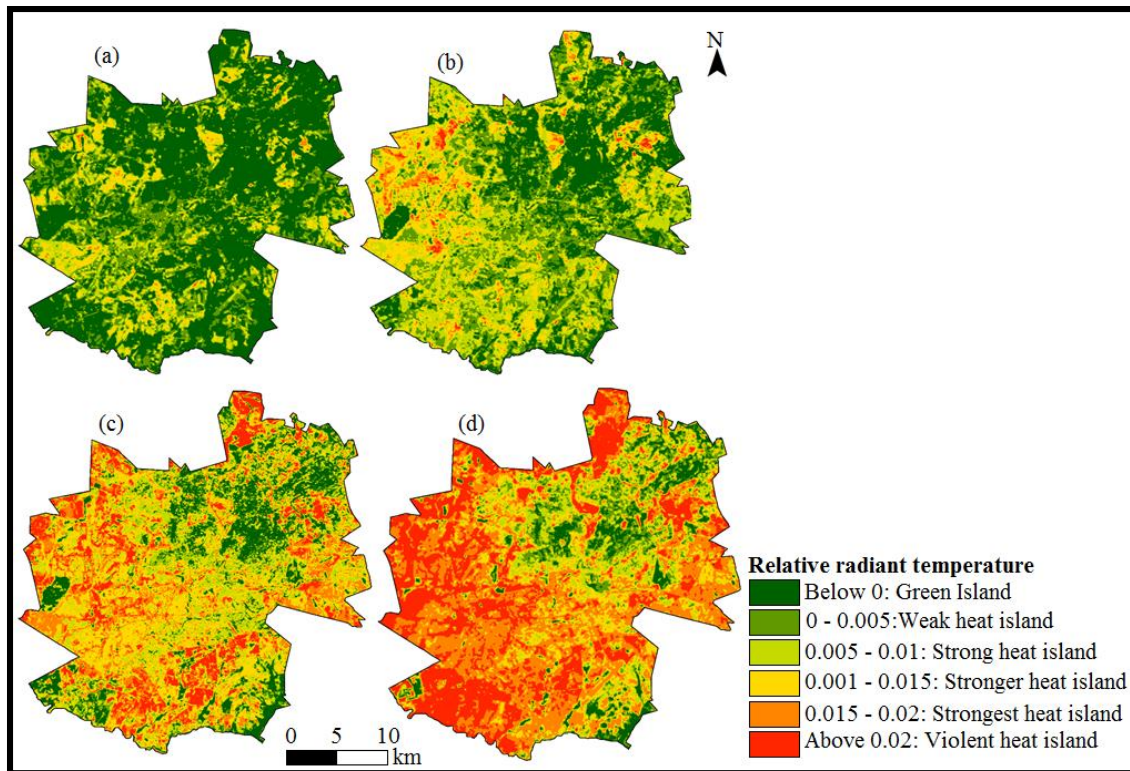 (a)
(b)
N
(c)
(d)
Relative radiant temperature
Below 0: Green Island
0 - 0.005:Weak heat island
0.005 - 0.01: Strong heat island
0.001 - 0.015: Stronger heat island
0.015 - 0.02: Strongest heat island
Above 0.02: Violent heat island
0 5 10
km